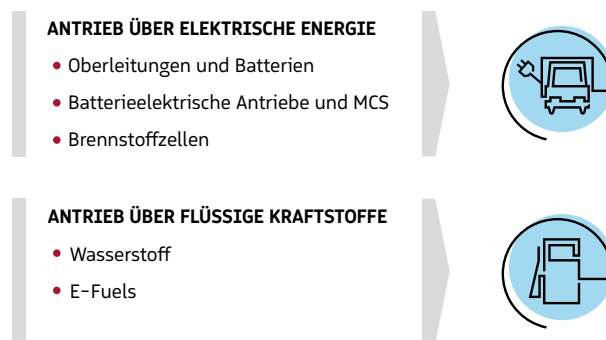 ANTRIEB ÜBER ELEKTRISCHE ENERGIE
• Oberleitungen und Batterien
• Batterieelektrische Antriebe und MCS
• Brennstoffzellen
ANTRIEB ÜBER FLÜSSIGE KRAFTSTOFFE
• Wasserstoff
• E-Fuels